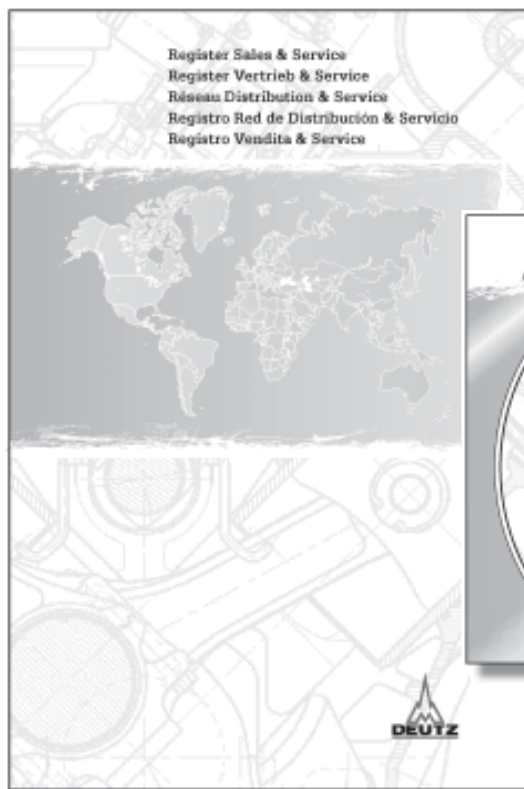 Register Sales & Service
Register Vertrieb & Service
Réseau Distribution & Service
Registro Red de Distribución & Servicio
Registro Vendita & Service
DEUTZ